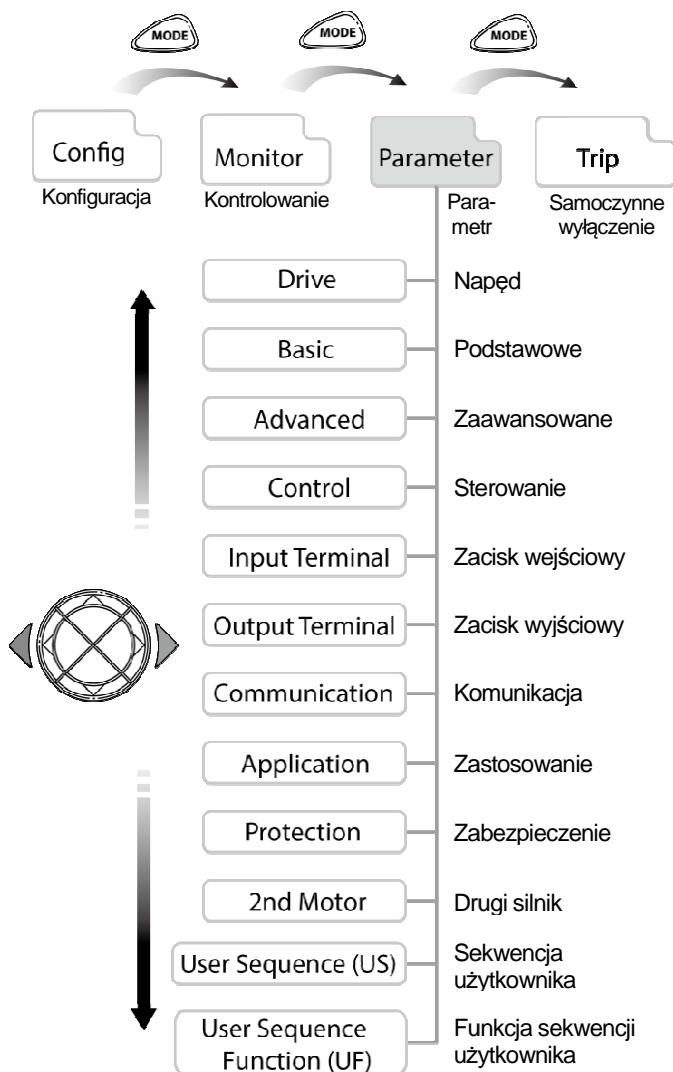 MODE MODE MODE
Config Monitor Parameter Trip
Konfiguracja Kontrolowanie Para- Samoczynne
metr wyłączenie
Drive Napęd
Basic Podstawowe
Advanced Zaawansowane
Control Sterowanie
Input Terminal Zacisk wejściowy
Output Terminal Zacisk wyjściowy
Communication Komunikacja
Application Zastosowanie
Protection Zabezpieczenie
2nd Motor Drugi silnik
User Sequence (US) Sekwencja
użytkownika
User Sequence Funkcja sekwencji
Function (UF) użytkownika